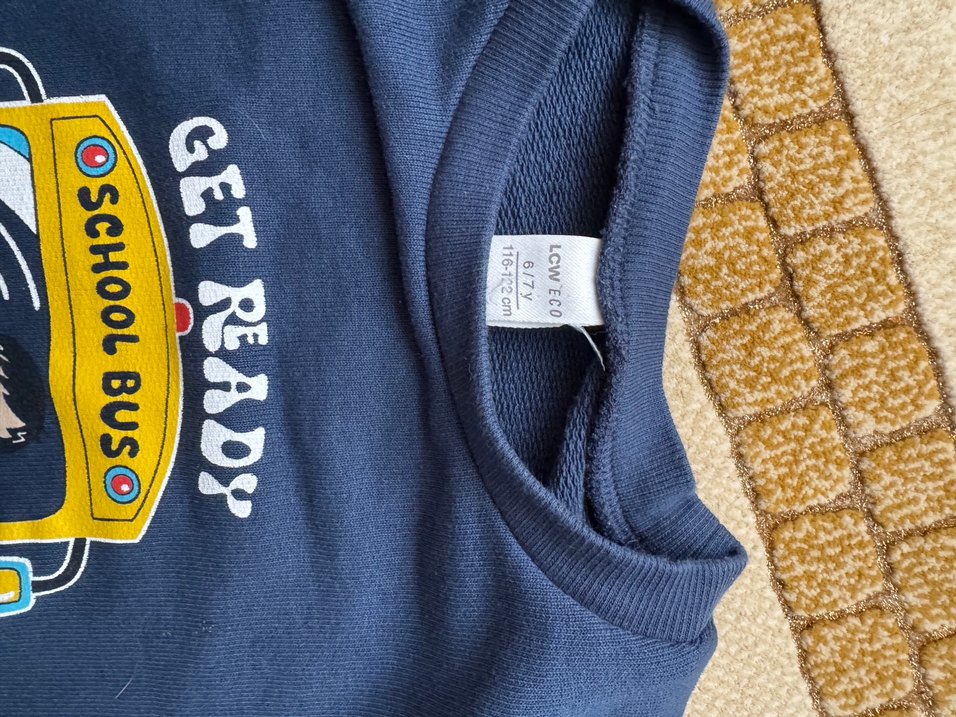 GET READY
SCHOOL BUS
LCW ECO
6 / 7 y
116-122 cm